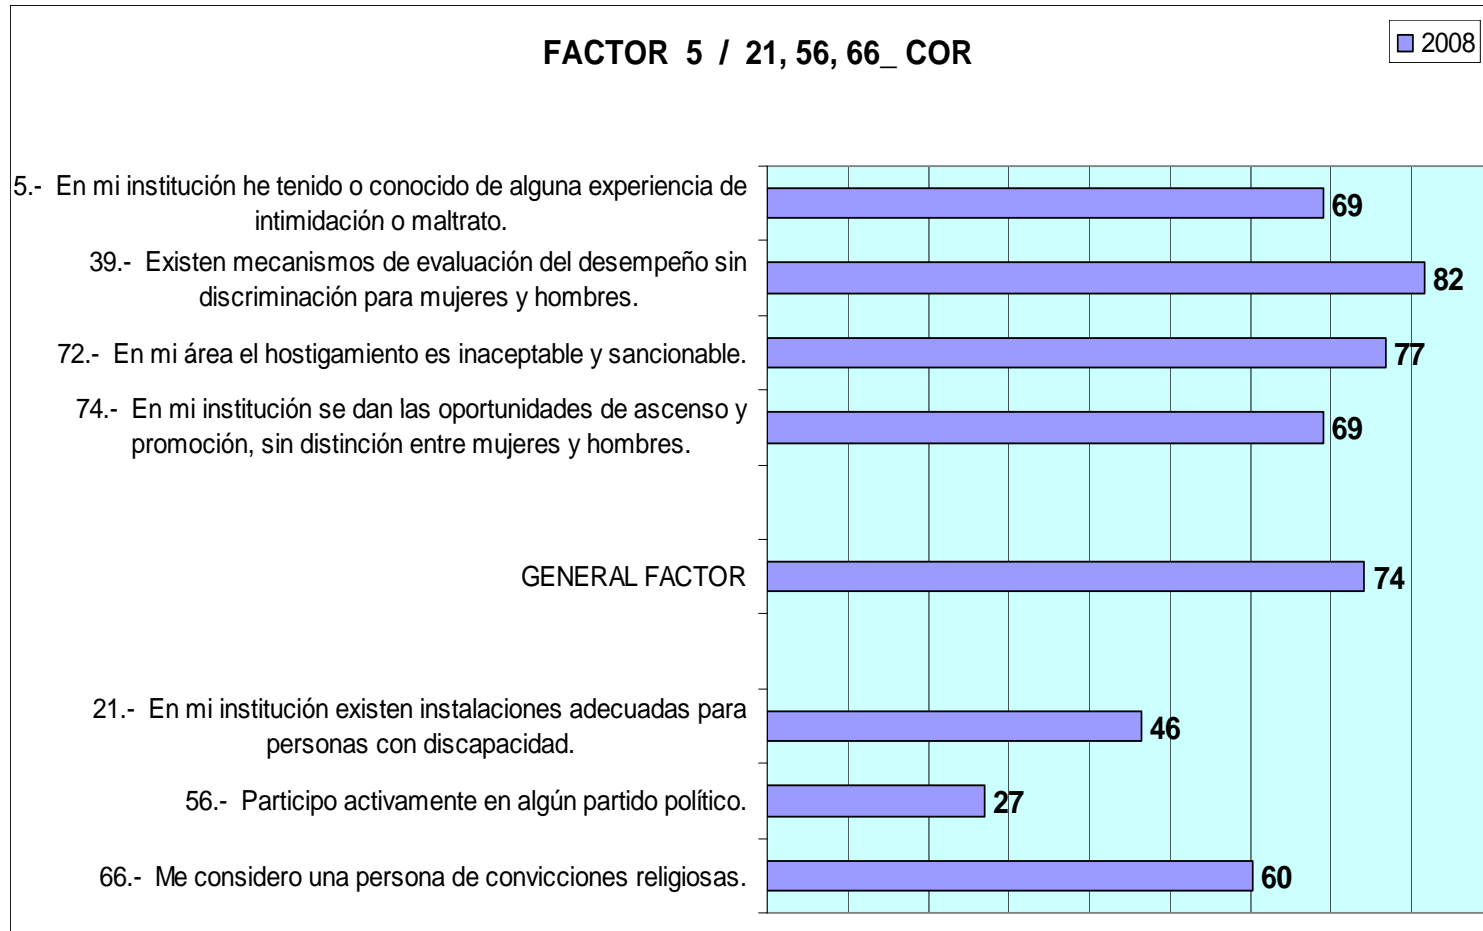 FACTOR 5 / 21, 56, 66_ COR
2008
5.- En mi institución he tenido o conocido de alguna experiencia de
intimidación o maltrato.
69
39.- Existen mecanismos de evaluación del desempeño sin
discriminación para mujeres y hombres.
82
72.- En mi área el hostigamiento es inaceptable y sancionable.
77
74.- En mi institución se dan las oportunidades de ascenso y
promoción, sin distinción entre mujeres y hombres.
69
GENERAL FACTOR
74
21.- En mi institución existen instalaciones adecuadas para
personas con discapacidad.
46
56.- Participo activamente en algún partido político.
27
66.- Me considero una persona de convicciones religiosas.
60